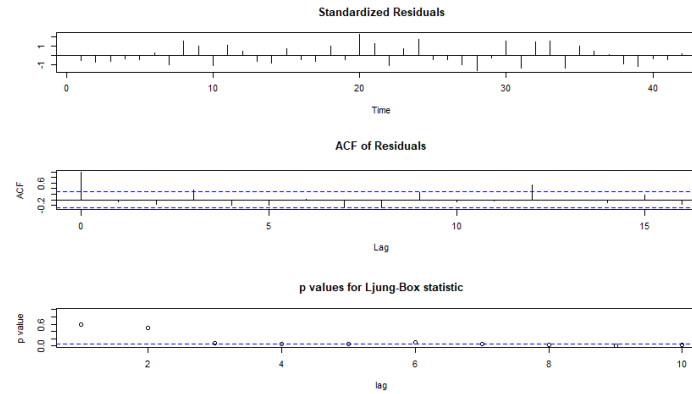 Standardized Residuals
1
-1
0 10 20 30 40
Time
ACF of Residuals
ACF
0.6
-0.2
0 5 10 15
Lag
p values for Ljung-Box statistic
p value
0.6
0.0
2 4 6 8 10
lag